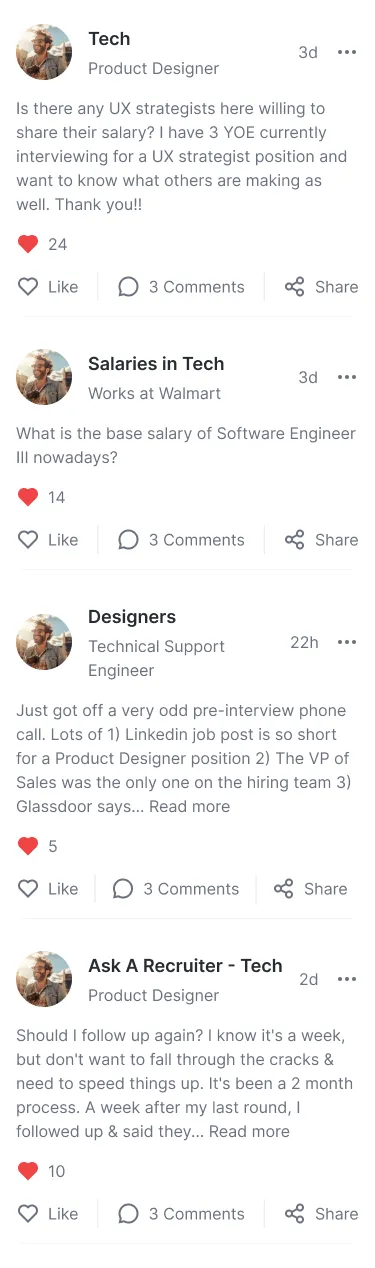 Tech
Product Designer
3d
Is there any UX strategists here willing to
share their salary? I have 3 YOE currently
interviewing for a UX strategist position and
want to know what others are making as
well. Thank you!!
24
Like
3 Comments
Share
Salaries in Tech
Works at Walmart
3d
What is the base salary of Software Engineer
III nowadays?
14
Like
3 Comments
Share
Designers
Technical Support
Engineer
22h
Just got off a very odd pre-interview phone
call. Lots of 1) Linkedin job post is so short
for a Product Designer position 2) The VP of
Sales was the only one on the hiring team 3)
Glassdoor says... Read more
5
Like
3 Comments
Share
Ask A Recruiter - Tech
Product Designer
2d
Should I follow up again? I know it's a week,
but don't want to fall through the cracks &
need to speed things up. It's been a 2 month
process. A week after my last round, I
followed up & said they... Read more
10
Like
3 Comments
Share